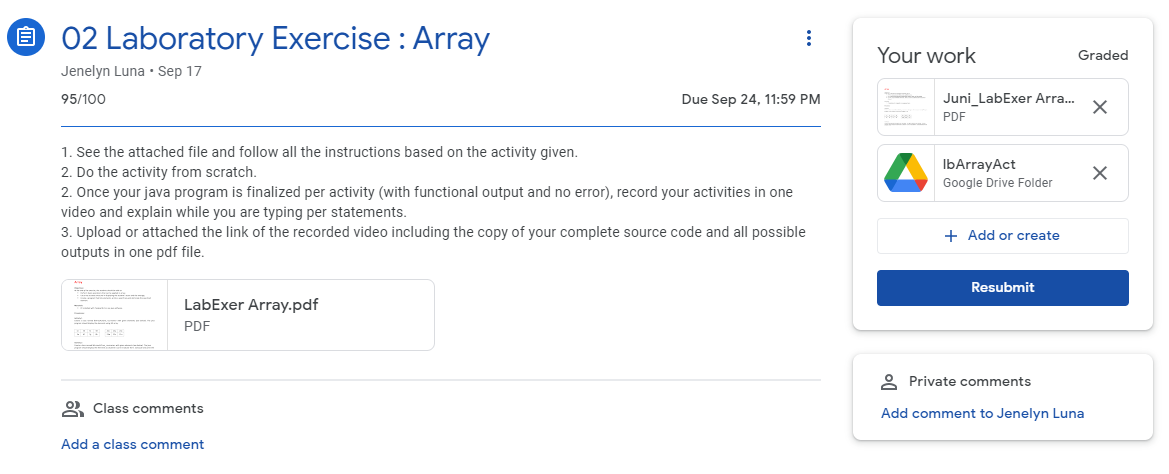 02 Laboratory Exercise : Array
Jenelyn Luna • Sep 17
95/100
Due Sep 24, 11:59 PM
1. See the attached file and follow all the instructions based on the activity given.
2. Do the activity from scratch.
2. Once your java program is finalized per activity (with functional output and no error), record your activities in one
video and explain while you are typing per statements.
3. Upload or attached the link of the recorded video including the copy of your complete source code and all possible
outputs in one pdf file.
LabExer Array.pdf
PDF
Class comments
Add a class comment
Your work
Graded
Juni_LabExer Arra...
PDF
lbArrayAct
Google Drive Folder
+ Add or create
Resubmit
Private comments
Add comment to Jenelyn Luna